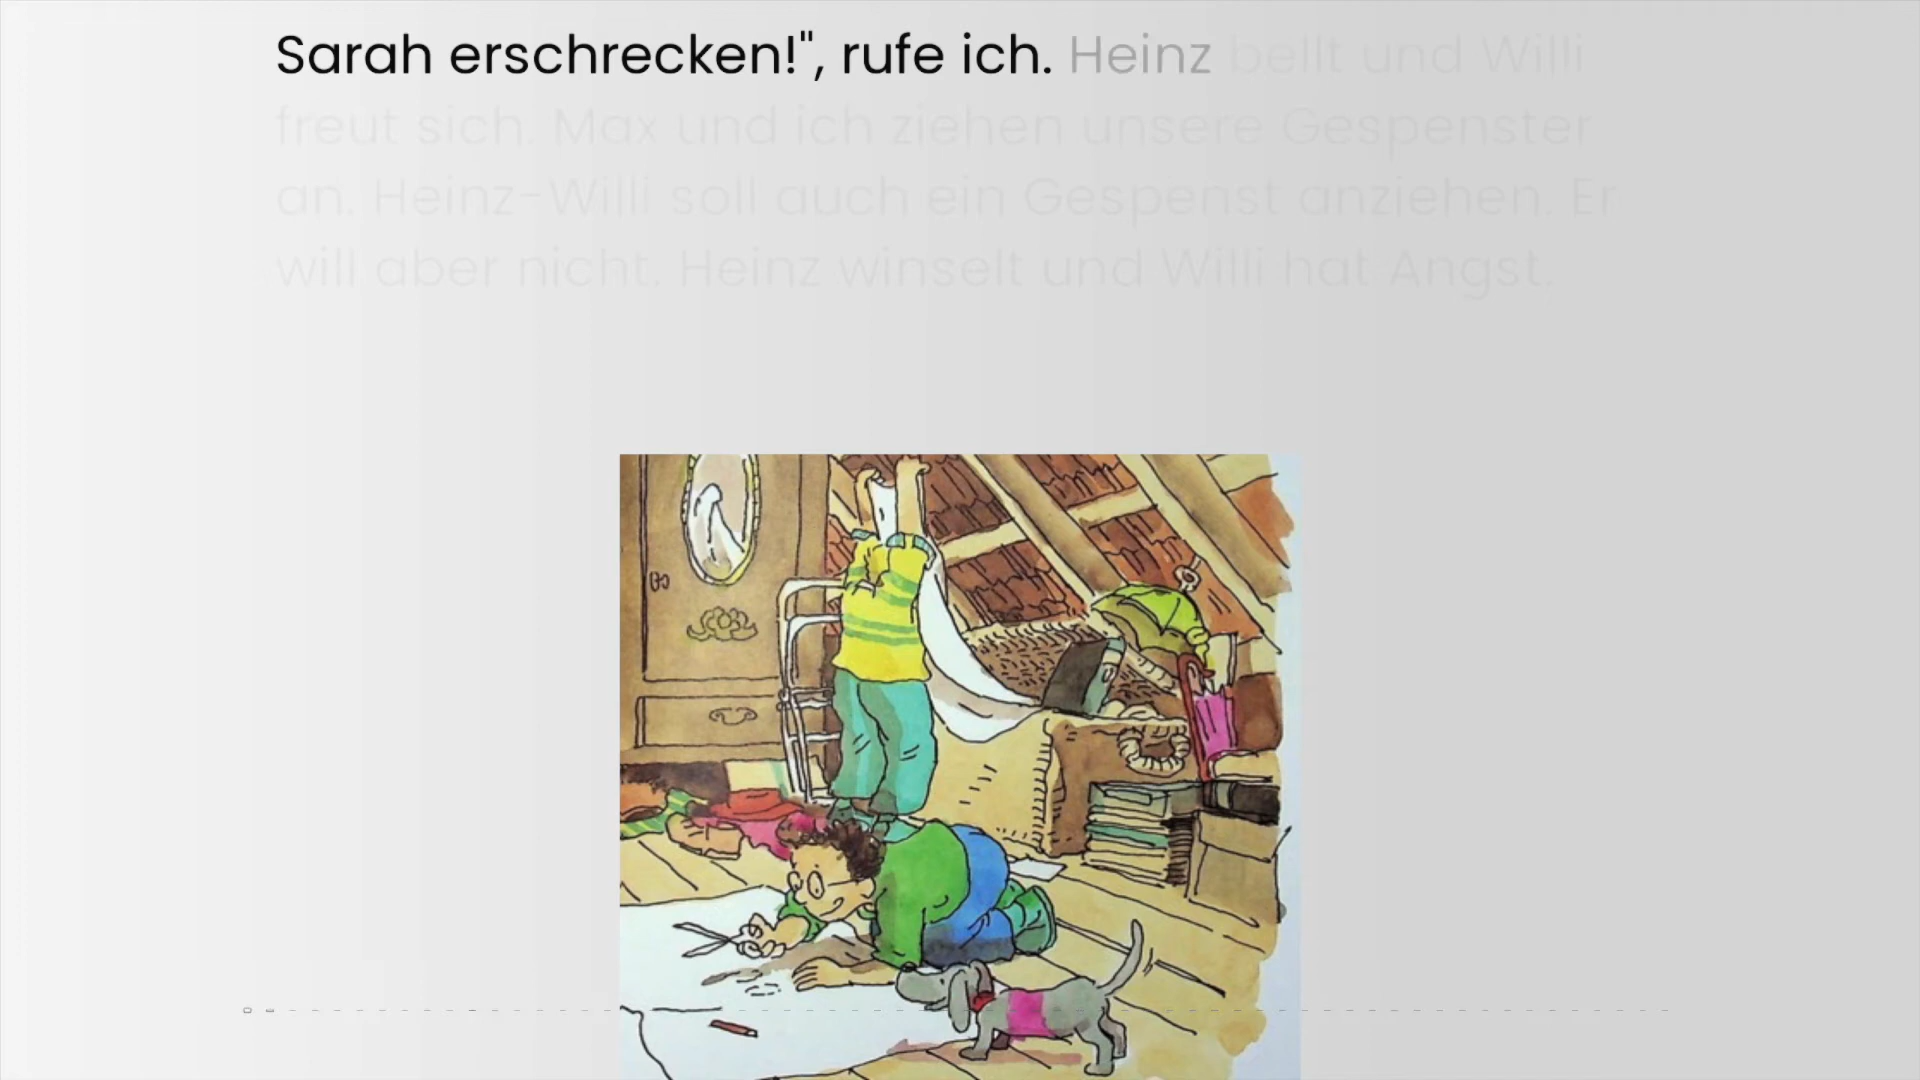 Sarah erschrecken!", rufe ich. Heinz bellt und Willi
freut sich. Max und ich ziehen unsere Gespenster
an. Heinz-Willi soll auch ein Gespenst anziehen. Er
will aber nicht. Heinz winselt und Willi hat Angst.